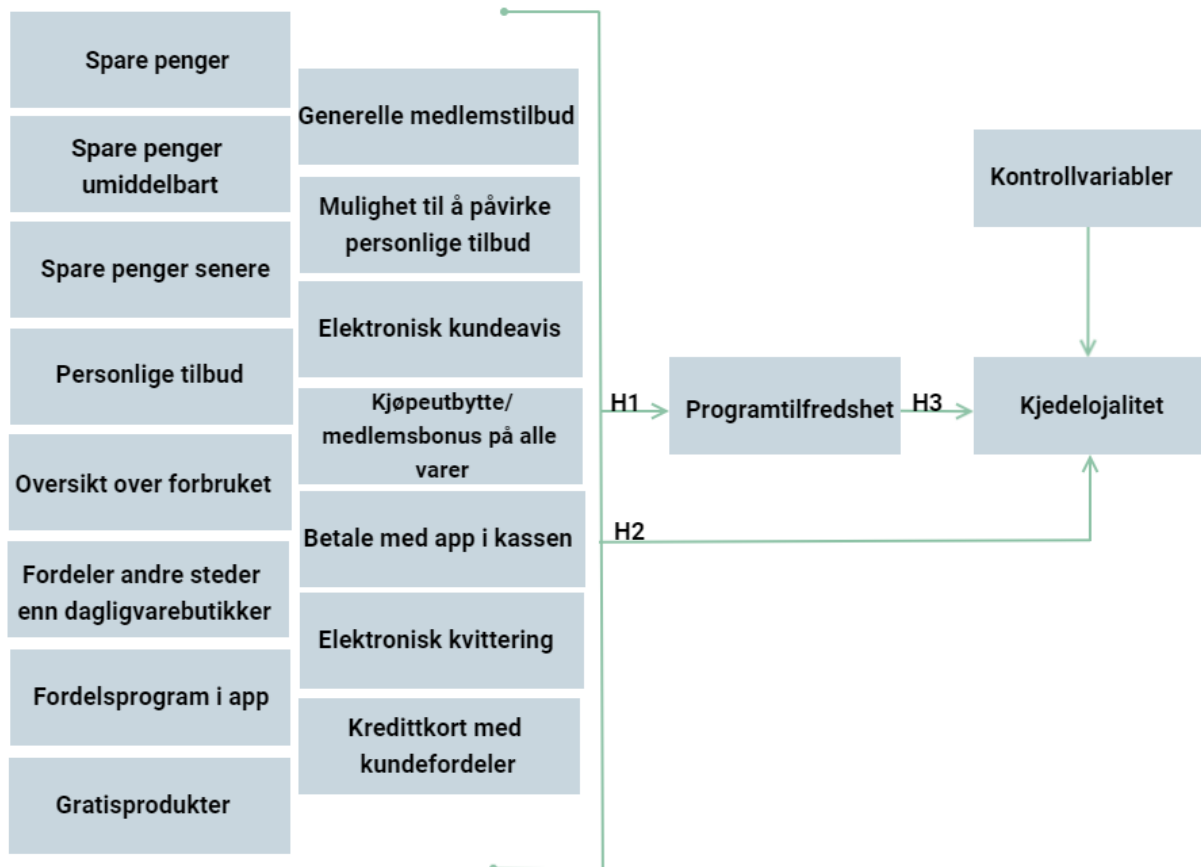 Spare penger
Spare penger
umiddelbart
Spare penger senere
Personlige tilbud
Oversikt over forbruket
Fordeler andre steder
enn dagligvarebutikker
Fordelsprogram i app
Gratisprodukter
Generelle medlemstilbud
Mulighet til å påvirke
personlige tilbud
Elektronisk kundeavis
Kjøpeutbytte/
medlemsbonus på alle
varer
Betale med app i kassen
Elektronisk kvittering
Kredittkort med
kundefordeler
H1
H2
Programtilfredshet
H3
Kontrollvariabler
Kjedelojalitet